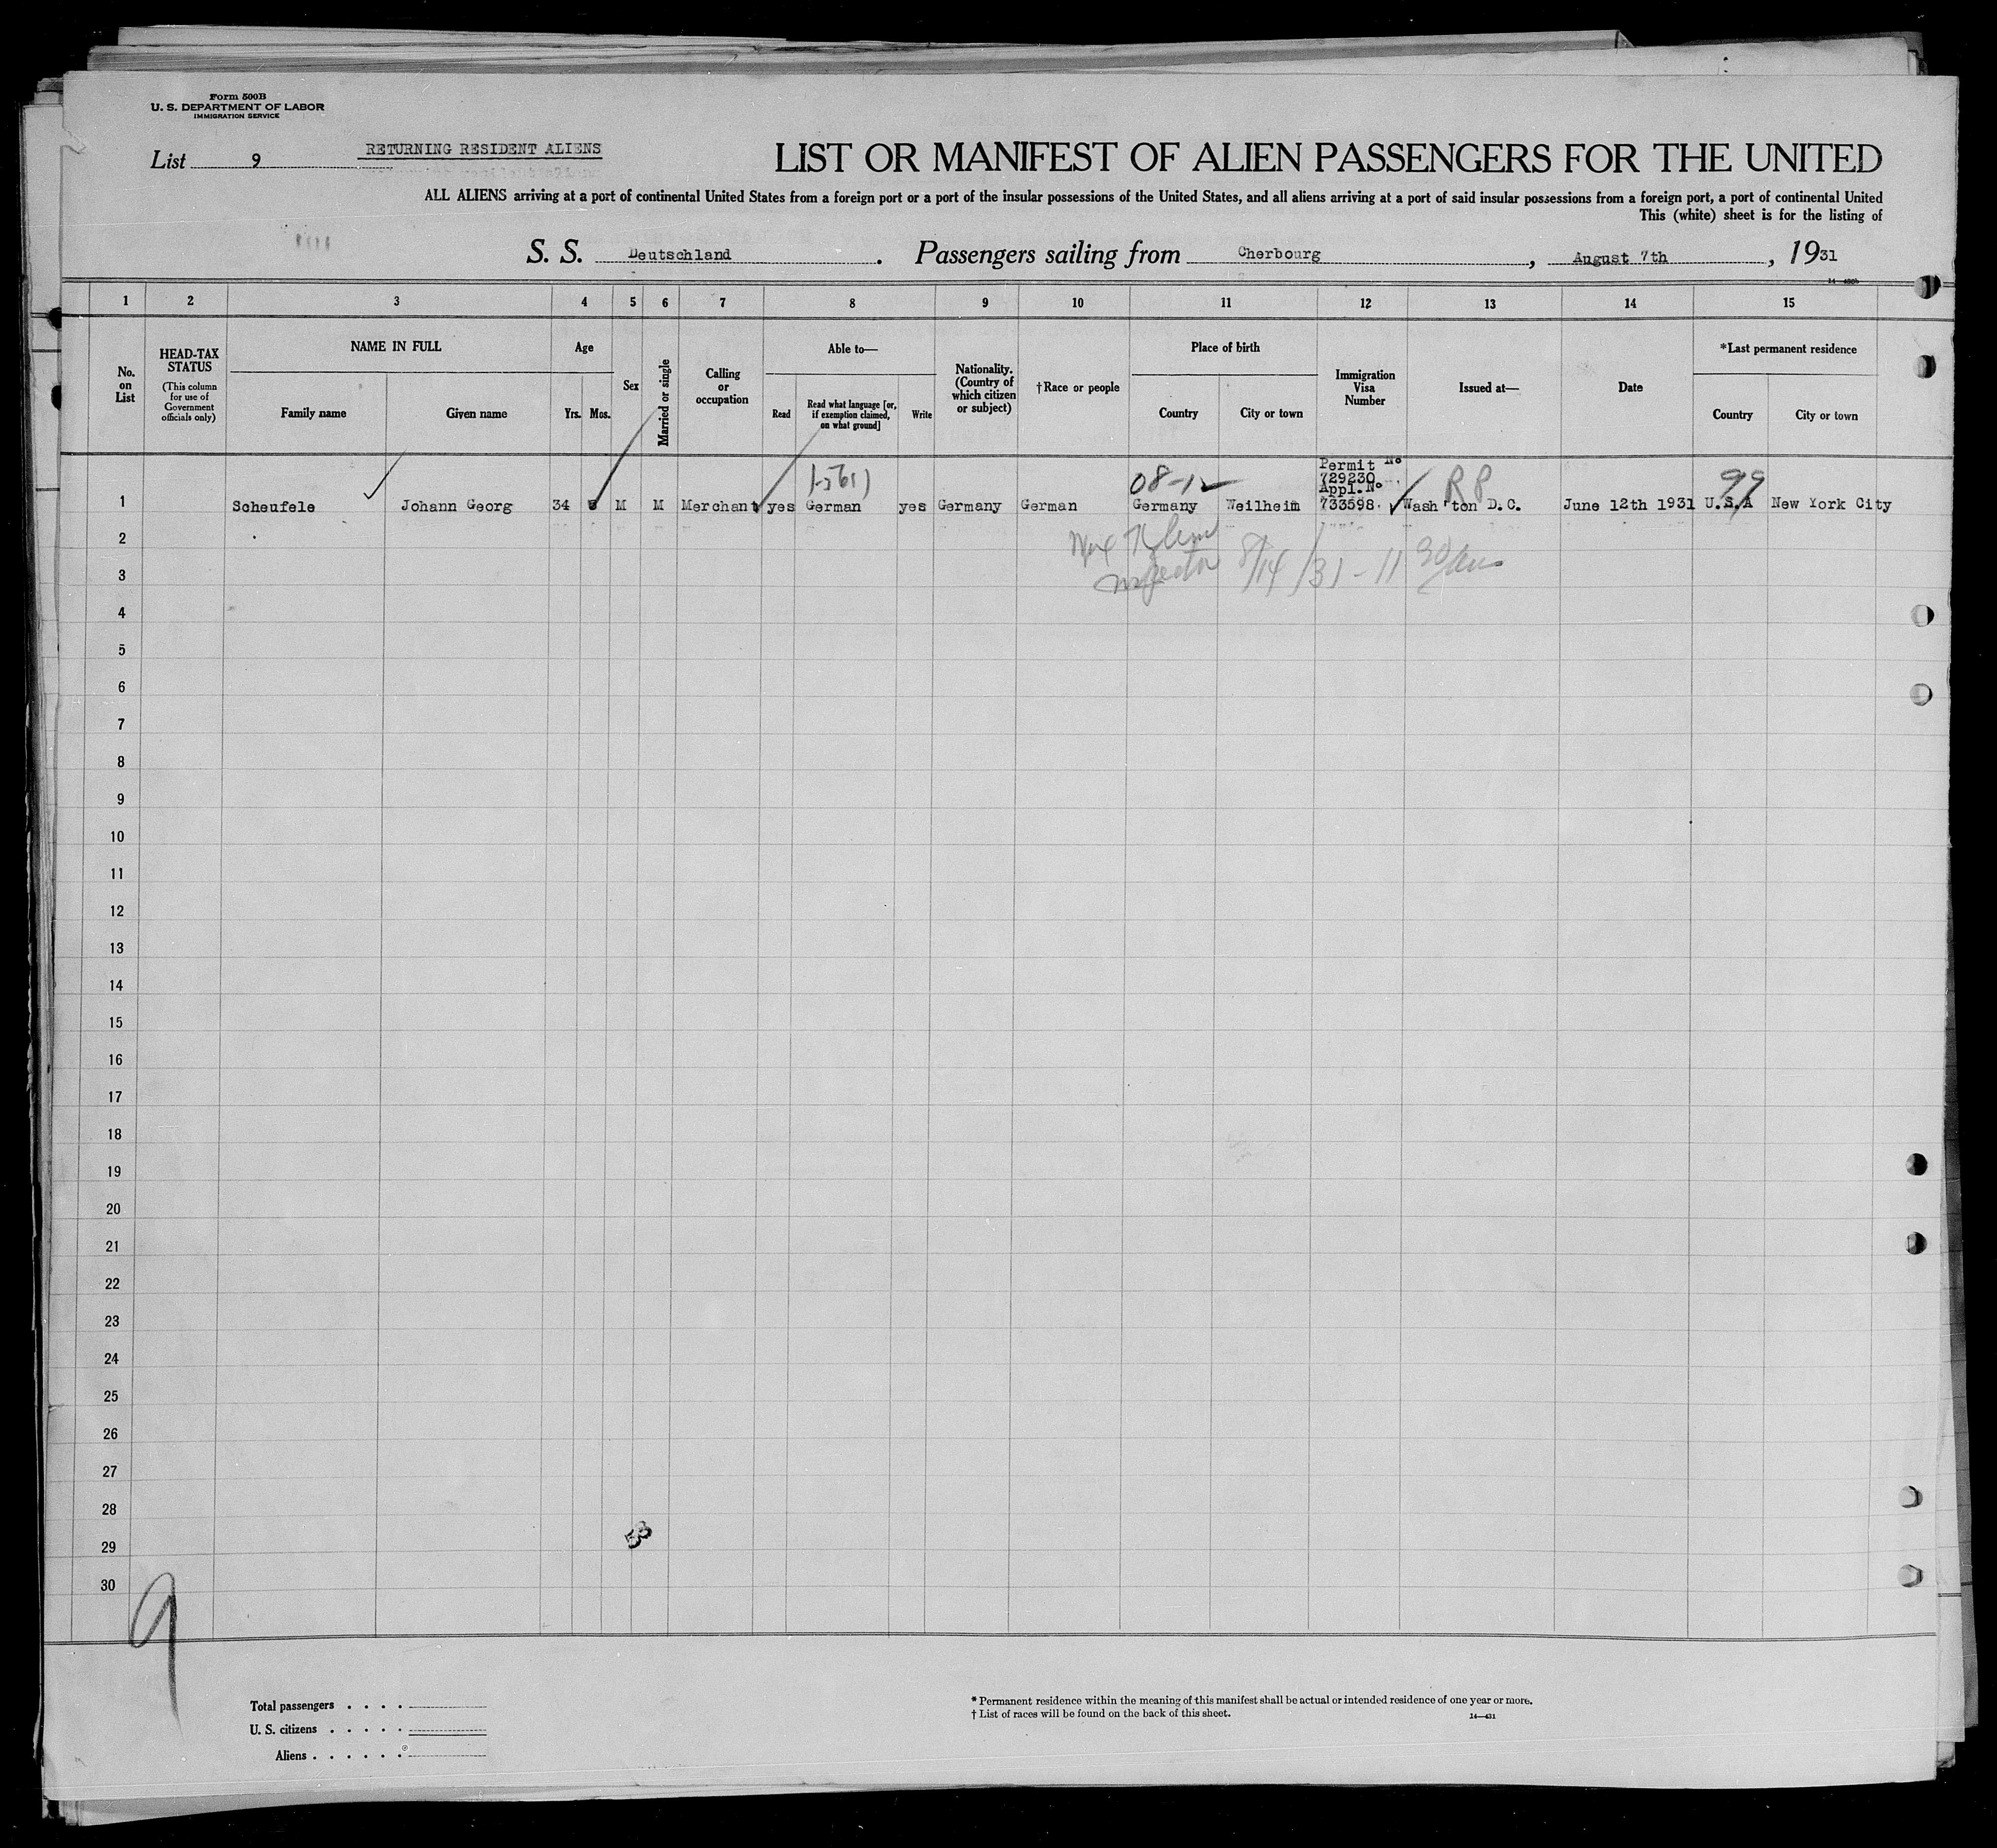 Form 500B
U. S. DEPARTMENT OF LABOR
IMMIGRATION SERVICE
List 9 RETURNING RESIDENT ALIENS
LIST OR MANIFEST OF ALIEN PASSENGERS FOR THE UNITED
ALL ALIENS arriving at a port of continental United States from a foreign port or a port of the insular possessions of the United States, and all aliens arriving at a port of said insular possessions from a foreign port, a port of continental United
This (white) sheet is for the listing of
S. S. Deutschland. Passengers sailing from Cherbourg, August 7th, 1931
1 2 3 4 5 6 7 8 9 10 11 12 13 14 15
No. on List
HEAD-TAX STATUS
(This column for use of Government officials only)
NAME IN FULL
Family name Given name
Age
Yrs. Mos.
Sex
Married or single
Calling or occupation
Able to—
Read
Read what language [or, if exemption claimed, on what ground]
Write
Nationality. (Country of which citizen or subject)
†Race or people
Place of birth
Country City or town
Immigration Visa Number
Issued at—
Date
*Last permanent residence
Country City or town
08-12 Permit No 729230 Appl. No RP 99
1 Scheufele Johann Georg 34 M M Merchant yes German yes Germany German Germany Weilheim 733598. Wash'ton D.C. June 12th 1931 U.S.A New York City
2
Inspector 8/14/31 - 11 30
3
4
5
6
7
8
9
10
11
12
13
14
15
16
17
18
19
20
21
22
23
24
25
26
27
28
29
30
9
Total passengers . . . .
U. S. citizens . . . . .
Aliens . . . . . .
* Permanent residence within the meaning of this manifest shall be actual or intended residence of one year or more.
† List of races will be found on the back of this sheet. 14—431